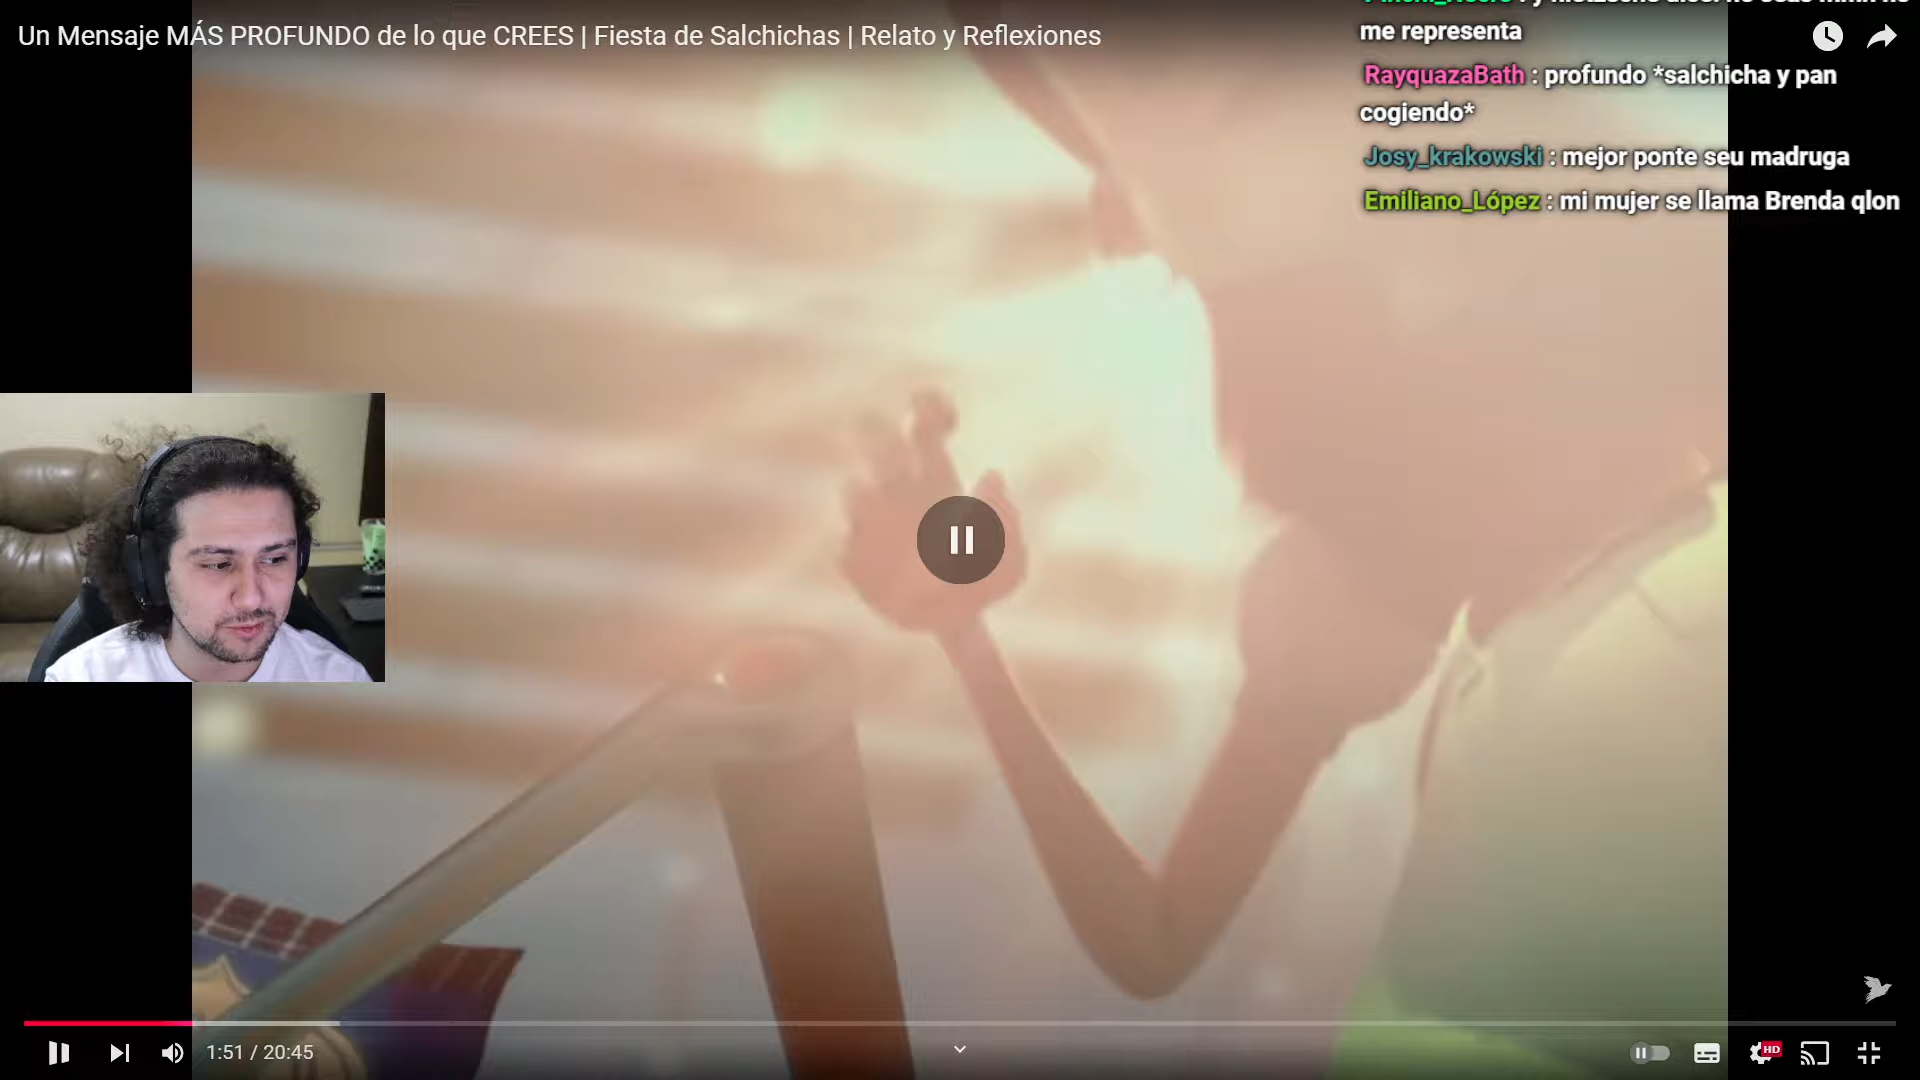 Un Mensaje MÁS PROFUNDO de lo que CREES | Fiesta de Salchichas | Relato y Reflexiones
me representa
RayquazaBath : profundo *salchicha y pan
cogiendo*
Josy_krakowski : mejor ponte seu madruga
Emiliano_López : mi mujer se llama Brenda qlon
1:51 / 20:45
HD